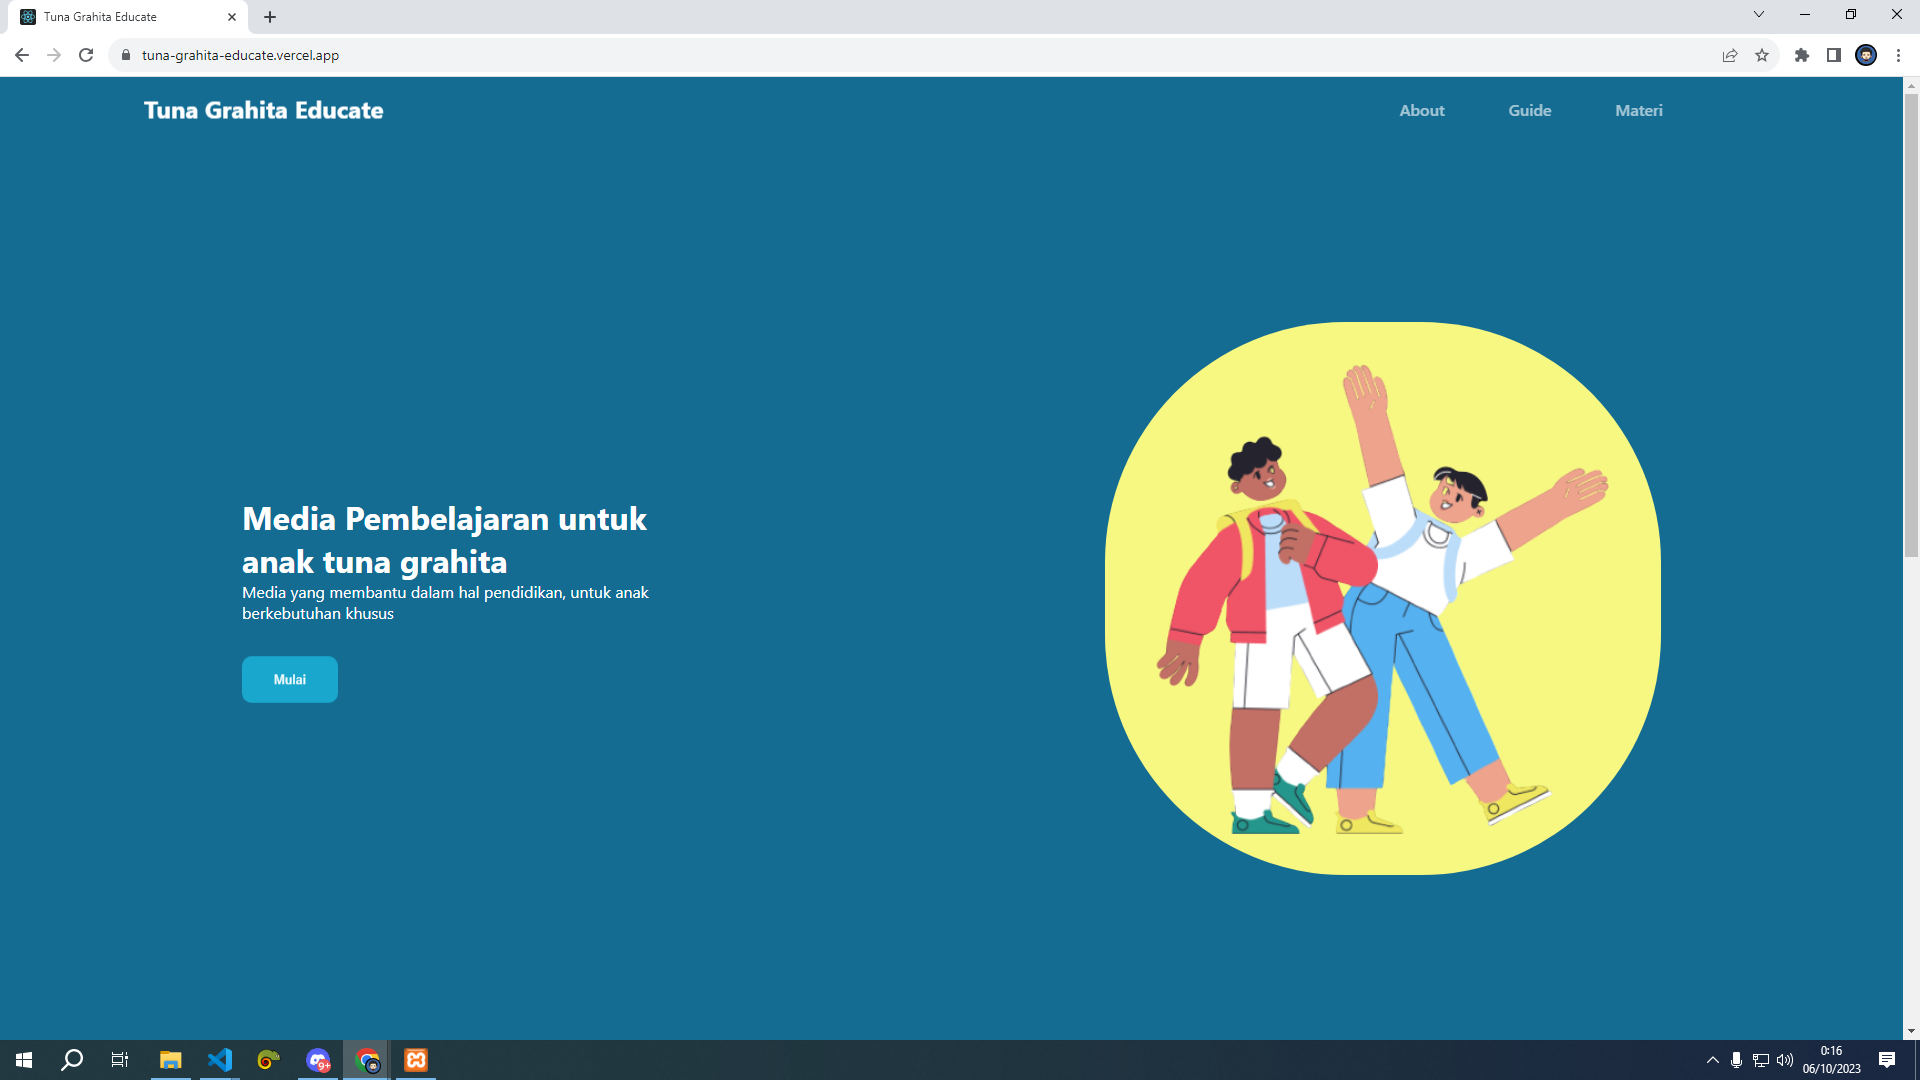 Tuna Grahita Educate
tuna-grahita-educate.vercel.app
Tuna Grahita Educate
About
Guide
Materi
Media Pembelajaran untuk
anak tuna grahita
Media yang membantu dalam hal pendidikan, untuk anak
berkebutuhan khusus
Mulai
9+
0:16
06/10/2023